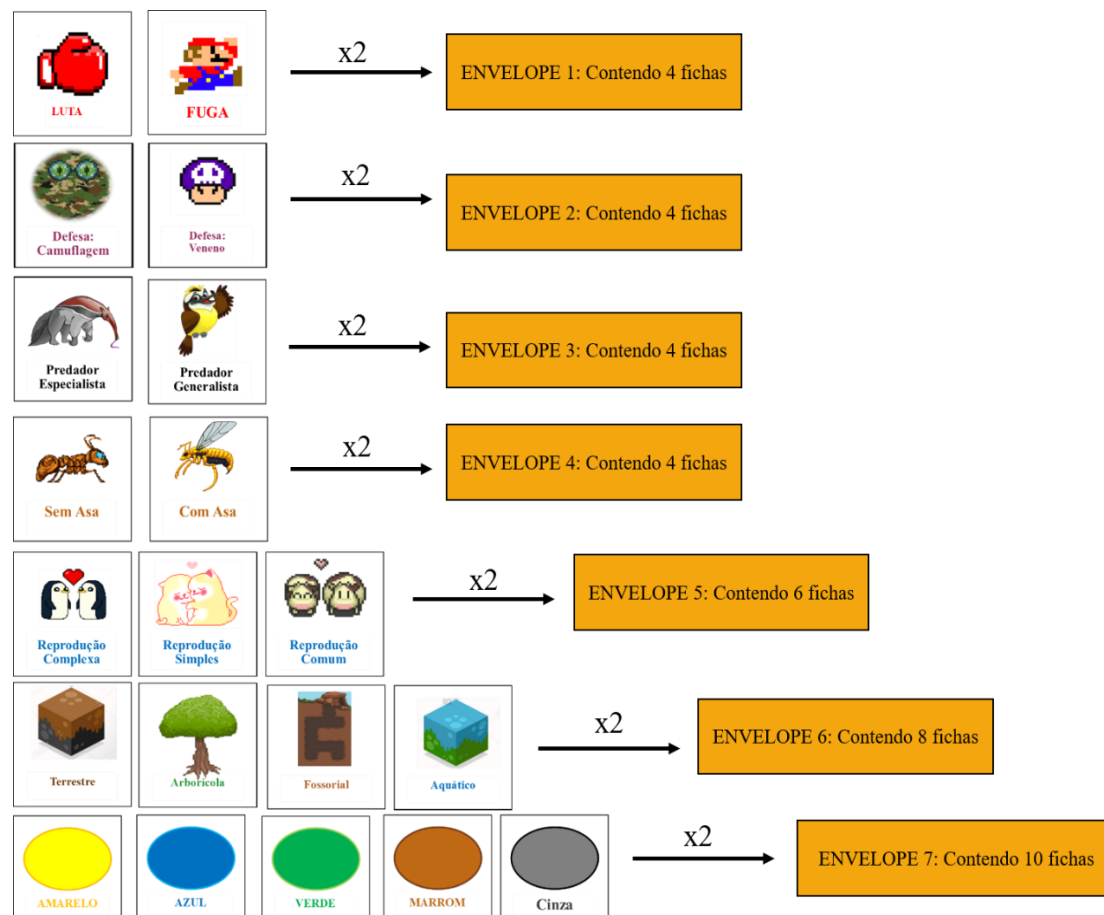 LUTA
FUGA
x2
ENVELOPE 1: Contendo 4 fichas
Defesa:
Camuflagem
Defesa:
Veneno
x2
ENVELOPE 2: Contendo 4 fichas
Predador
Especialista
Predador
Generalista
x2
ENVELOPE 3: Contendo 4 fichas
Sem Asa
Com Asa
x2
ENVELOPE 4: Contendo 4 fichas
Reprodução
Complexa
Reprodução
Simples
Reprodução
Comum
x2
ENVELOPE 5: Contendo 6 fichas
Terrestre
Arborícola
Fossorial
Aquático
x2
ENVELOPE 6: Contendo 8 fichas
AMARELO
AZUL
VERDE
MARROM
Cinza
x2
ENVELOPE 7: Contendo 10 fichas